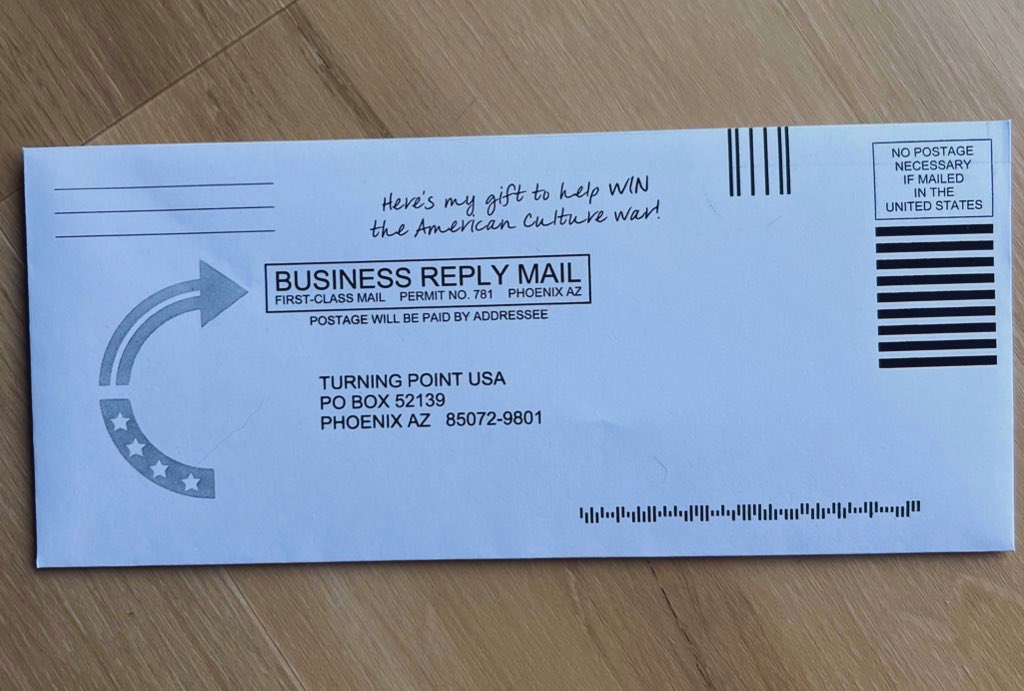 Here's my gift to help WIN
the American Culture war!
NO POSTAGE
NECESSARY
IF MAILED
IN THE
UNITED STATES
BUSINESS REPLY MAIL
FIRST-CLASS MAIL PERMIT NO. 781 PHOENIX AZ
POSTAGE WILL BE PAID BY ADDRESSEE
TURNING POINT USA
PO BOX 52139
PHOENIX AZ 85072-9801